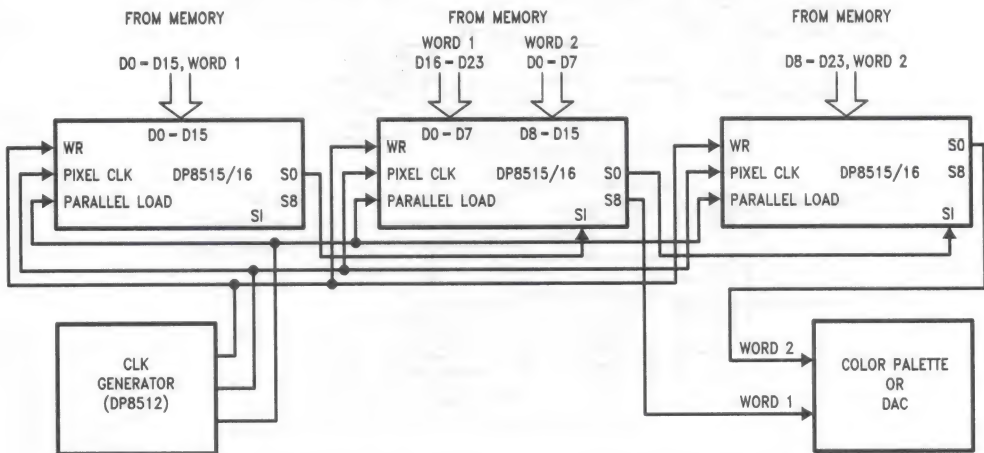 FROM MEMORY
D0 – D15, WORD 1
FROM MEMORY
WORD 1
D16 – D23
WORD 2
D0 – D7
FROM MEMORY
D8 – D23, WORD 2
D0 – D15
WR
PIXEL CLK
DP8515/16
S0
S8
PARALLEL LOAD
SI
D0 – D7
D8 – D15
WR
PIXEL CLK
DP8515/16
S0
S8
PARALLEL LOAD
SI
WR
PIXEL CLK
DP8515/16
S0
S8
PARALLEL LOAD
SI
CLK
GENERATOR
(DP8512)
WORD 2
WORD 1
COLOR PALETTE
OR
DAC